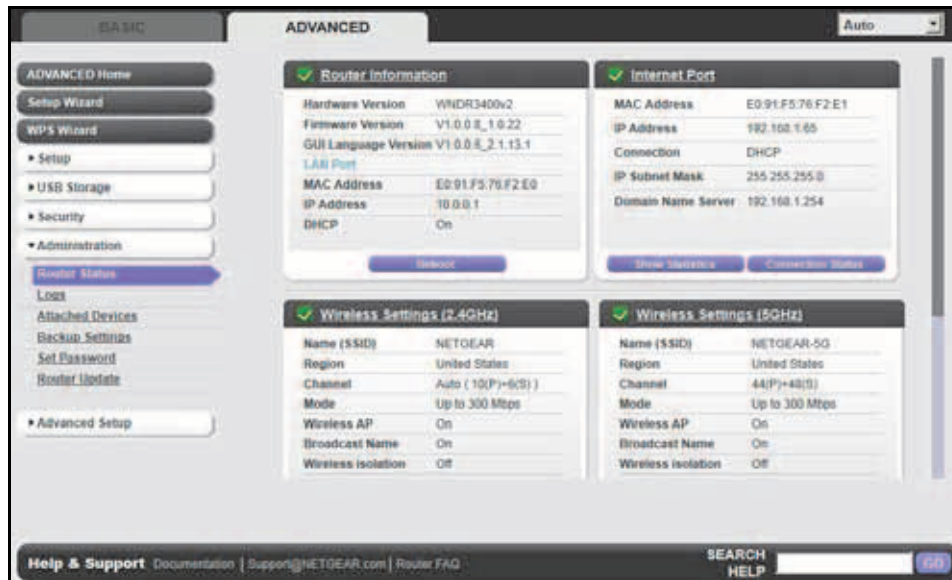 BASIC
ADVANCED
Auto
ADVANCED Home
Setup Wizard
WPS Wizard
Setup
USB Storage
Security
Administration
Router Status
Logs
Attached Devices
Backup Settings
Set Password
Router Update
Advanced Setup
Router Information
Hardware Version WNDR3400v2
Firmware Version V1.0.0.8_1.0.22
GUI Language Version V1.0.0.6_2.1.13.1
LAN Port
MAC Address E0:91:F5:76:F2:E0
IP Address 10.0.0.1
DHCP On
Reboot
Internet Port
MAC Address E0:91:F5:76:F2:E1
IP Address 192.168.1.65
Connection DHCP
IP Subnet Mask 255.255.255.0
Domain Name Server 192.168.1.254
Show Statistics
Connection Status
Wireless Settings (2.4GHz)
Name (SSID) NETGEAR
Region United States
Channel Auto ( 10(P)+6(S) )
Mode Up to 300 Mbps
Wireless AP On
Broadcast Name On
Wireless isolation Off
Wireless Settings (5GHz)
Name (SSID) NETGEAR-5G
Region United States
Channel 44(P)+48(S)
Mode Up to 300 Mbps
Wireless AP On
Broadcast Name On
Wireless isolation Off
Help & Support Documentation | Support@NETGEAR.com | Router FAQ
SEARCH HELP
GO